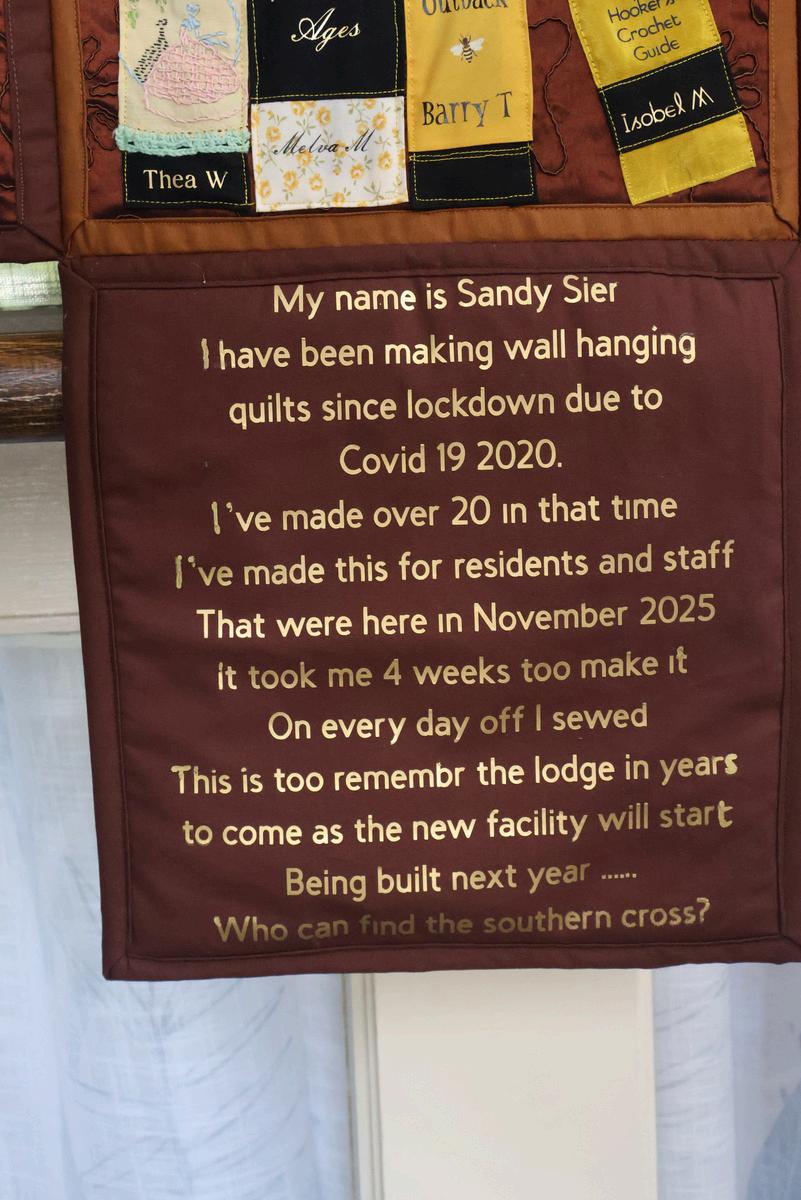 Ages
Melva M
Thea W
Outback
Barry T
Hooker's
Crochet
Guide
Isobel M
My name is Sandy Sier
I have been making wall hanging
quilts since lockdown due to
Covid 19 2020.
I've made over 20 in that time
I've made this for residents and staff
That were here in November 2025
it took me 4 weeks too make it
On every day off I sewed
This is too remembr the lodge in years
to come as the new facility will start
Being built next year ......
Who can find the southern cross?